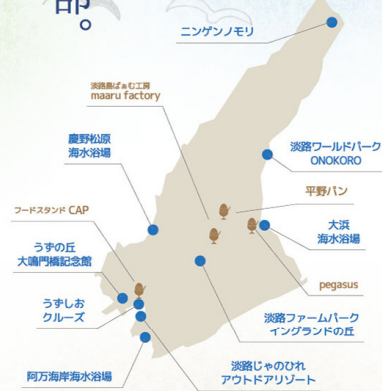 部。
ニンゲンノモリ
淡路島ばぁむ工房
maaru factory
慶野松原
海水浴場
淡路ワールドパーク
ONOKORO
平野パン
フードスタンド CAP
大浜
海水浴場
うずの丘
大鳴門橋記念館
pegasus
うずしお
クルーズ
淡路ファームパーク
イングランドの丘
阿万海岸海水浴場
淡路じゃのひれ
アウトドアリゾート